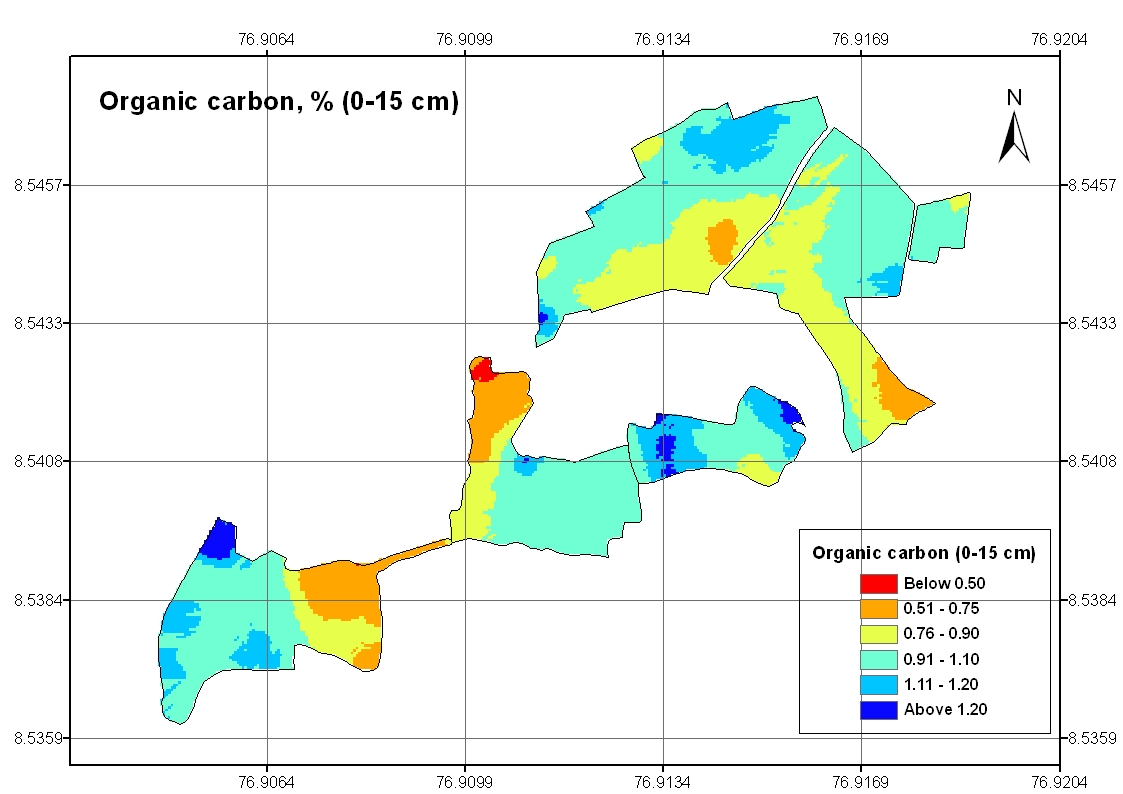 76.9064 76.9099 76.9134 76.9169 76.9204
Organic carbon, % (0-15 cm)
N
8.5457 8.5457
8.5433 8.5433
8.5408 8.5408
Organic carbon (0-15 cm)
Below 0.50
8.5384 8.5384
0.51 - 0.75
0.76 - 0.90
0.91 - 1.10
1.11 - 1.20
Above 1.20
8.5359 8.5359
76.9064 76.9099 76.9134 76.9169 76.9204